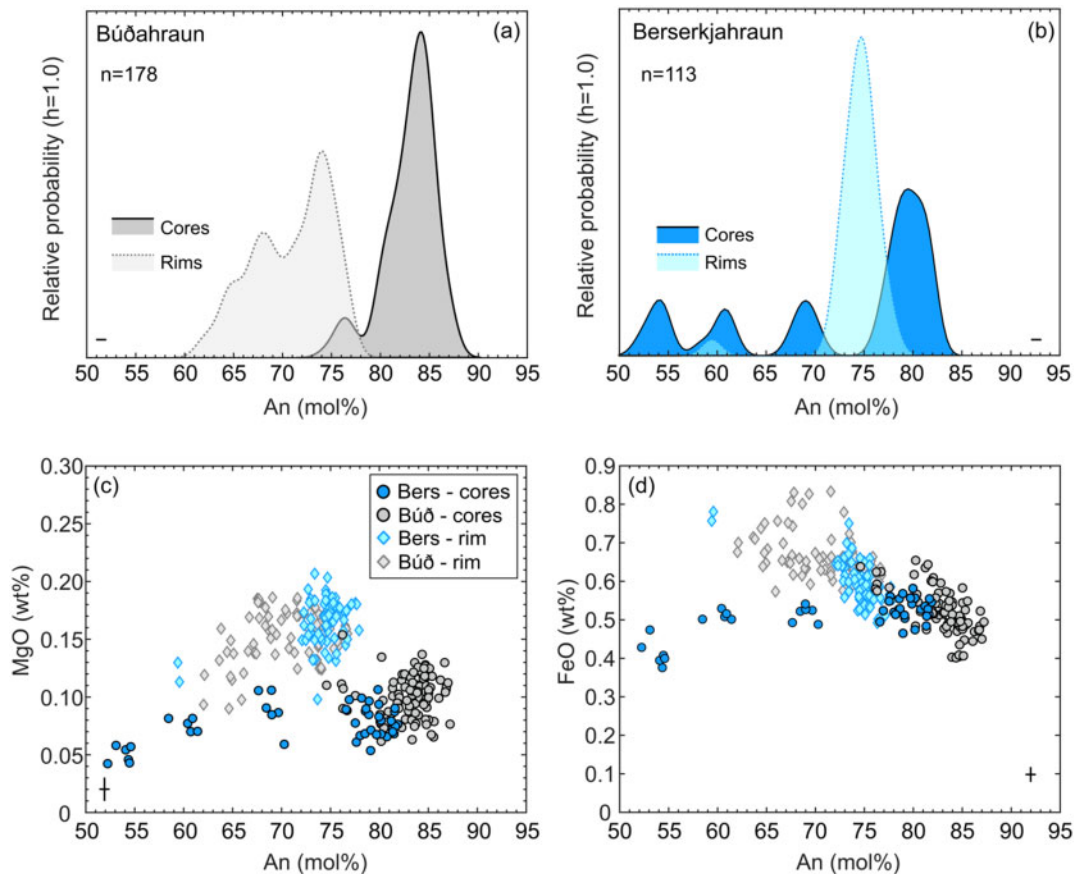 Búðahraun
(a)
n=178
Relative probability (h=1.0)
Cores
Rims
50 55 60 65 70 75 80 85 90 95
An (mol%)
Berserkjahraun
(b)
n=113
Relative probability (h=1.0)
Cores
Rims
50 55 60 65 70 75 80 85 90 95
An (mol%)
(c)
Bers - cores
Búð - cores
Bers - rim
Búð - rim
MgO (wt%)
0.30
0.25
0.20
0.15
0.10
0.05
0
50 55 60 65 70 75 80 85 90 95
An (mol%)
(d)
FeO (wt%)
0.9
0.8
0.7
0.6
0.5
0.4
0.3
0.2
0.1
0
50 55 60 65 70 75 80 85 90 95
An (mol%)